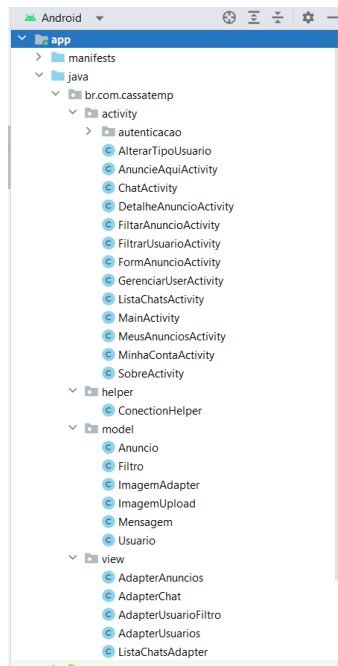 Android
app
manifests
java
br.com.cassatemp
activity
autenticacao
AlterarTipoUsuario
AnuncieAquiActivity
ChatActivity
DetalheAnuncioActivity
FiltarAnuncioActivity
FiltrarUsuarioActivity
FormAnuncioActivity
GerenciarUserActivity
ListaChatsActivity
MainActivity
MeusAnunciosActivity
MinhaContaActivity
SobreActivity
helper
ConectionHelper
model
Anuncio
Filtro
ImagemAdapter
ImagemUpload
Mensagem
Usuario
view
AdapterAnuncios
AdapterChat
AdapterUsuarioFiltro
AdapterUsuarios
ListaChatsAdapter